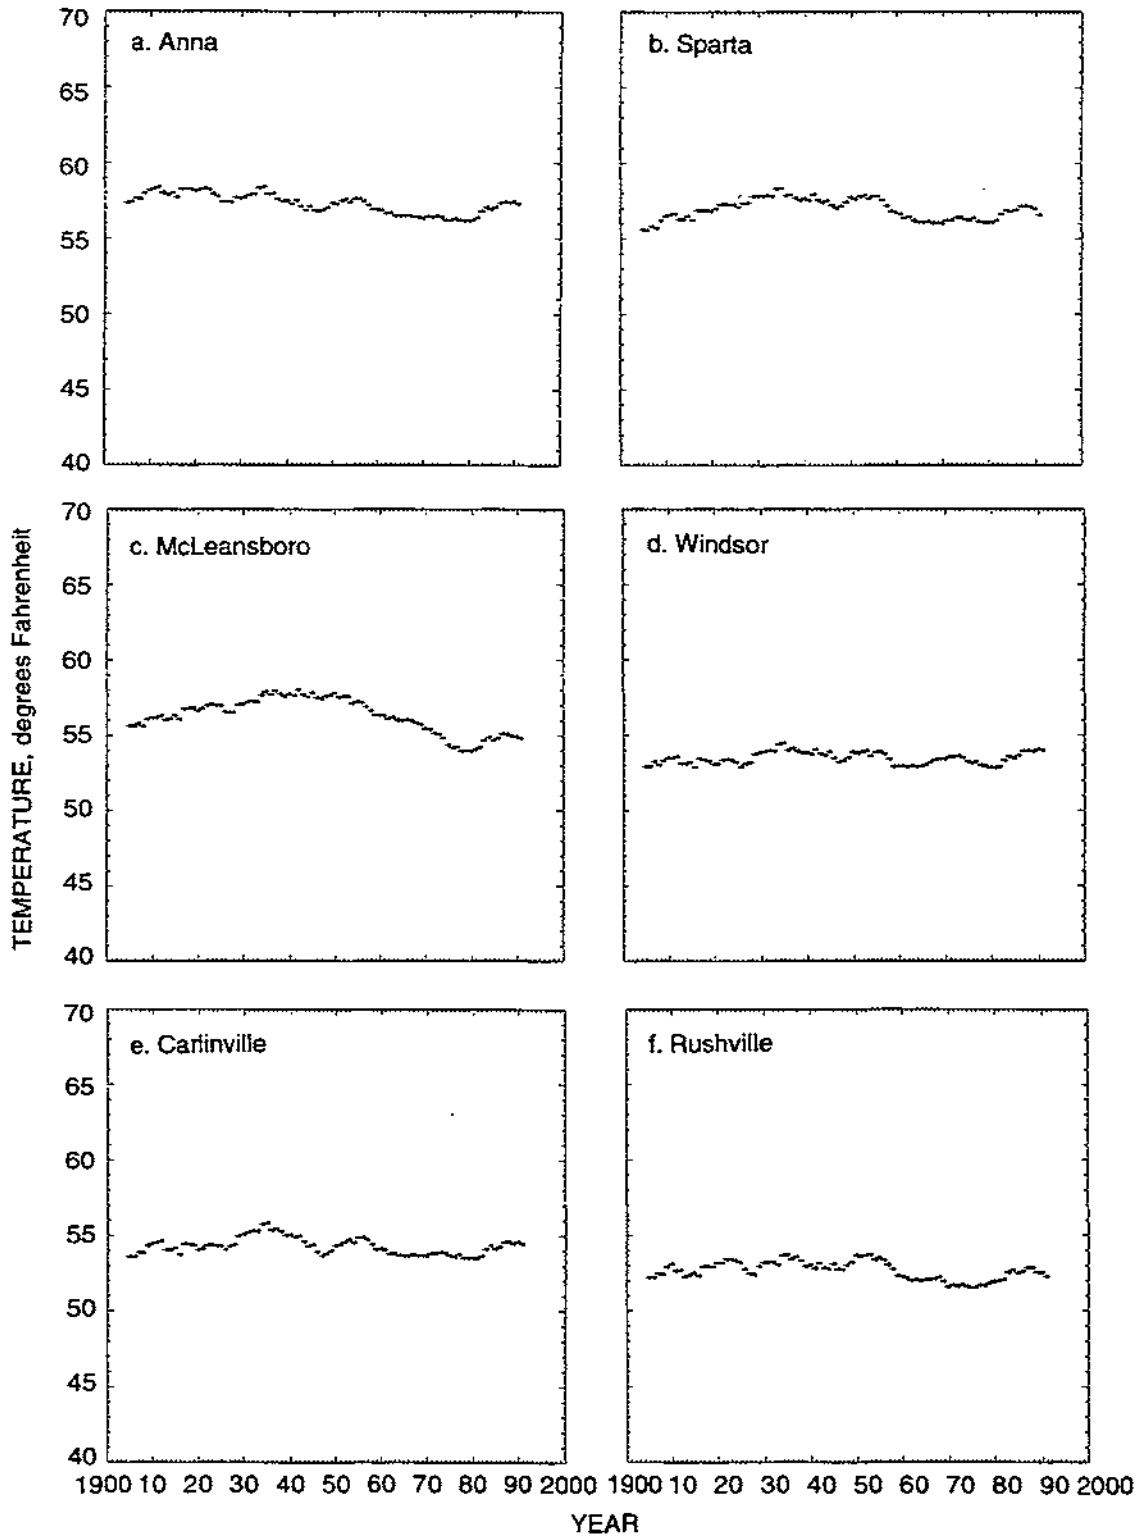 70
a. Anna
b. Sparta
65
60
55
50
45
40
70
c. McLeansboro
d. Windsor
65
60
55
50
45
40
TEMPERATURE, degrees Fahrenheit
70
e. Carlinville
f. Rushville
65
60
55
50
45
40
1900 10 20 30 40 50 60 70 80 90 2000 1900 10 20 30 40 50 60 70 80 90 2000
YEAR